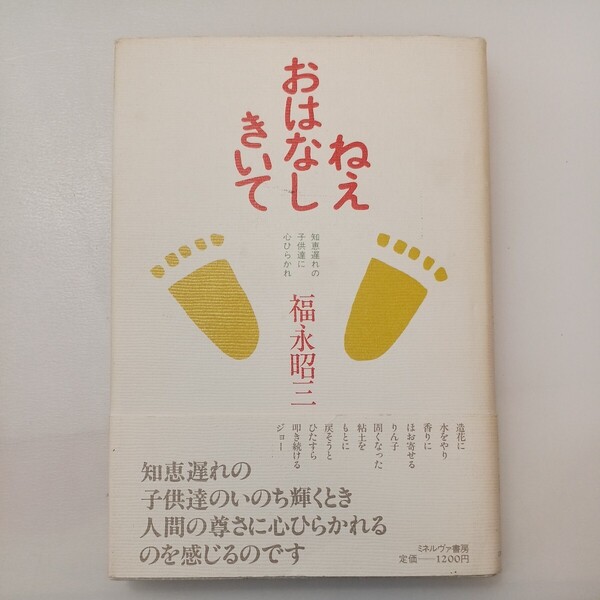 ねえ
おはなし
きいて
知恵遅れの
子供達に
心ひらかれ
福永昭三
造花に
水をやり
香りに
はお寄せる
りん子
固くなった
粘土を
もとに
戻そうと
ひたすら
叩き続ける
ジョー
知恵遅れの
子供達のいのち輝くとき
人間の尊さに心ひらかれる
のを感じるのです
ミネルヴァ書房
定価——1200円